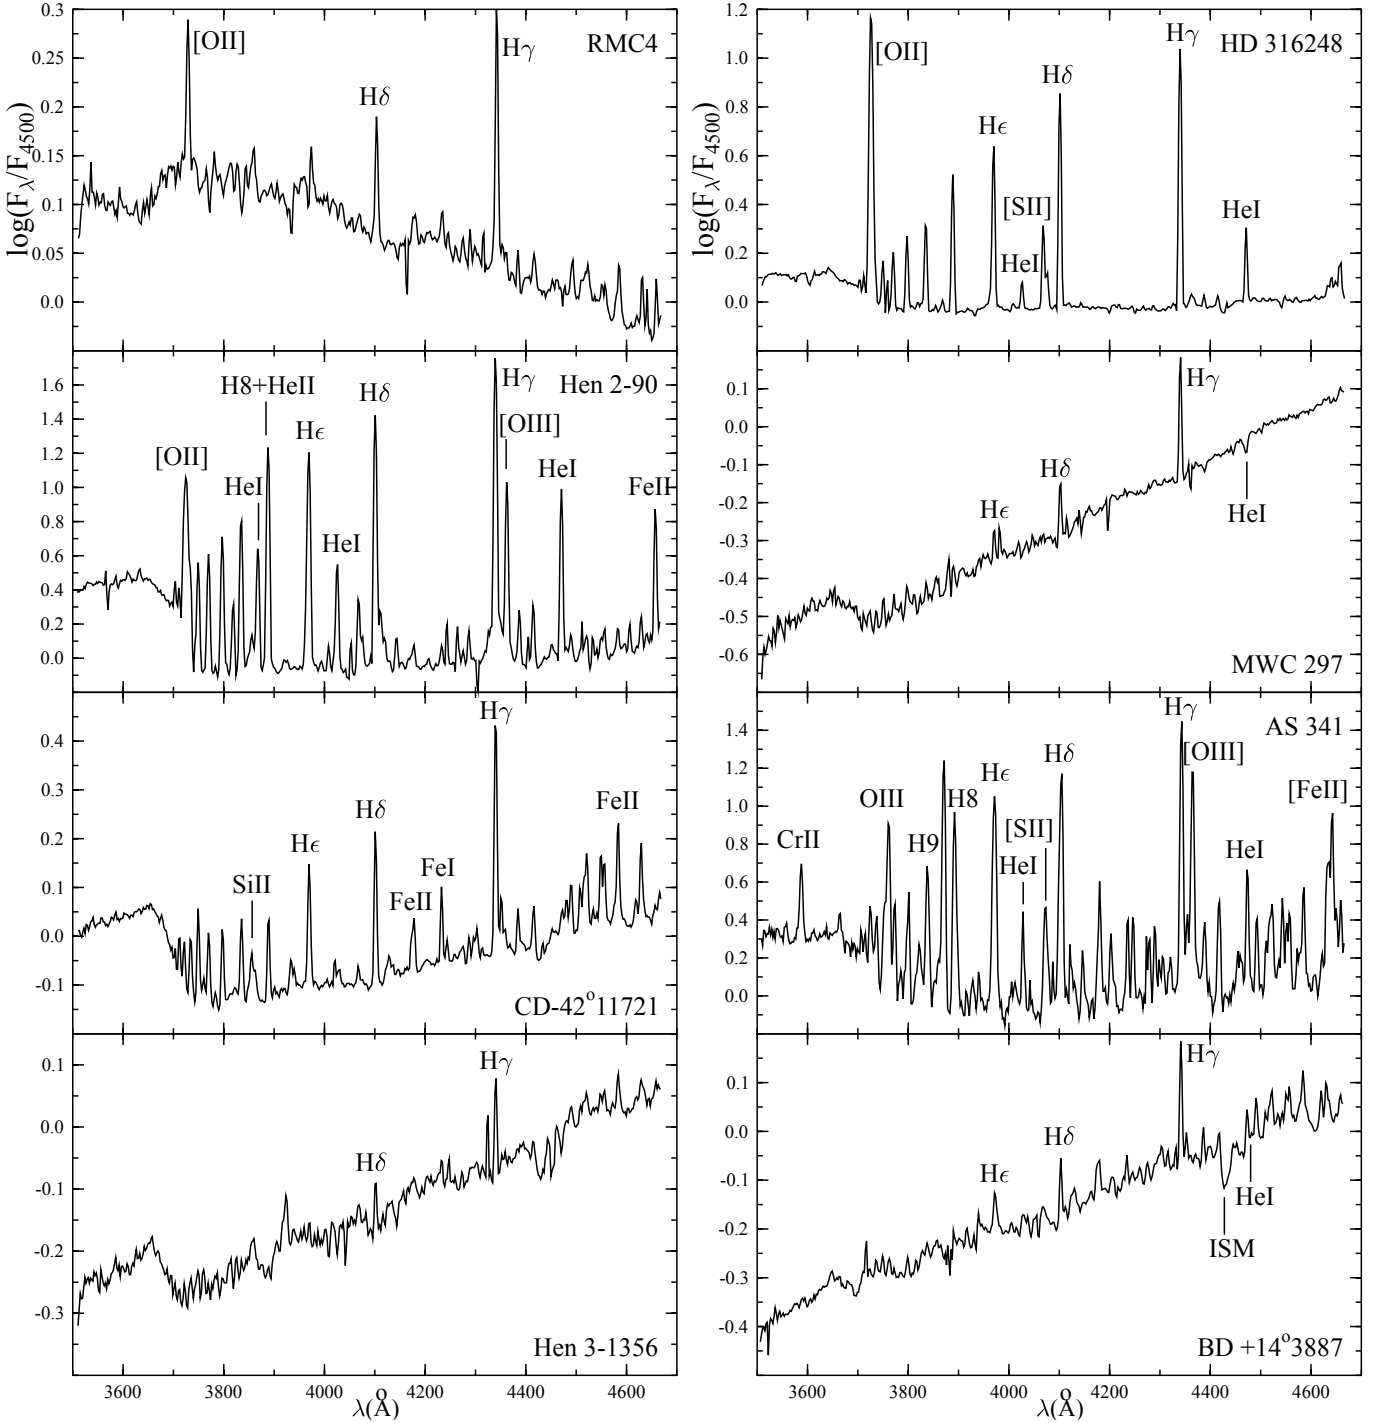 RMC4
[OII]
Hγ
Hδ
0.3
0.25
0.2
0.15
0.1
0.05
0.0
log(F_λ/F_4500)
HD 316248
[OII]
Hγ
Hδ
Hϵ
[SII]
HeI
HeI
1.2
1.0
0.8
0.6
0.4
0.2
0.0
log(F_λ/F_4500)
Hen 2-90
H8+HeII
Hγ
Hδ
[OIII]
Hϵ
[OII]
HeI
HeI
FeII
HeI
1.6
1.4
1.2
1.0
0.8
0.6
0.4
0.2
0.0
MWC 297
Hγ
Hδ
Hϵ
HeI
0.1
0.0
-0.1
-0.2
-0.3
-0.4
-0.5
-0.6
CD-42°11721
Hγ
FeII
Hδ
Hϵ
FeI
SiII
FeII
0.4
0.3
0.2
0.1
0.0
-0.1
AS 341
Hγ
Hδ
[OIII]
Hϵ
[FeII]
OIII
H8
[SII]
CrII
H9
HeI
HeI
1.4
1.2
1.0
0.8
0.6
0.4
0.2
0.0
Hen 3-1356
Hγ
Hδ
0.1
0.0
-0.1
-0.2
-0.3
3600
3800
4000
4200
4400
4600
λ(Å)
BD +14°3887
Hγ
Hδ
Hϵ
HeI
ISM
0.1
0.0
-0.1
-0.2
-0.3
-0.4
3600
3800
4000
4200
4400
4600
λ(Å)